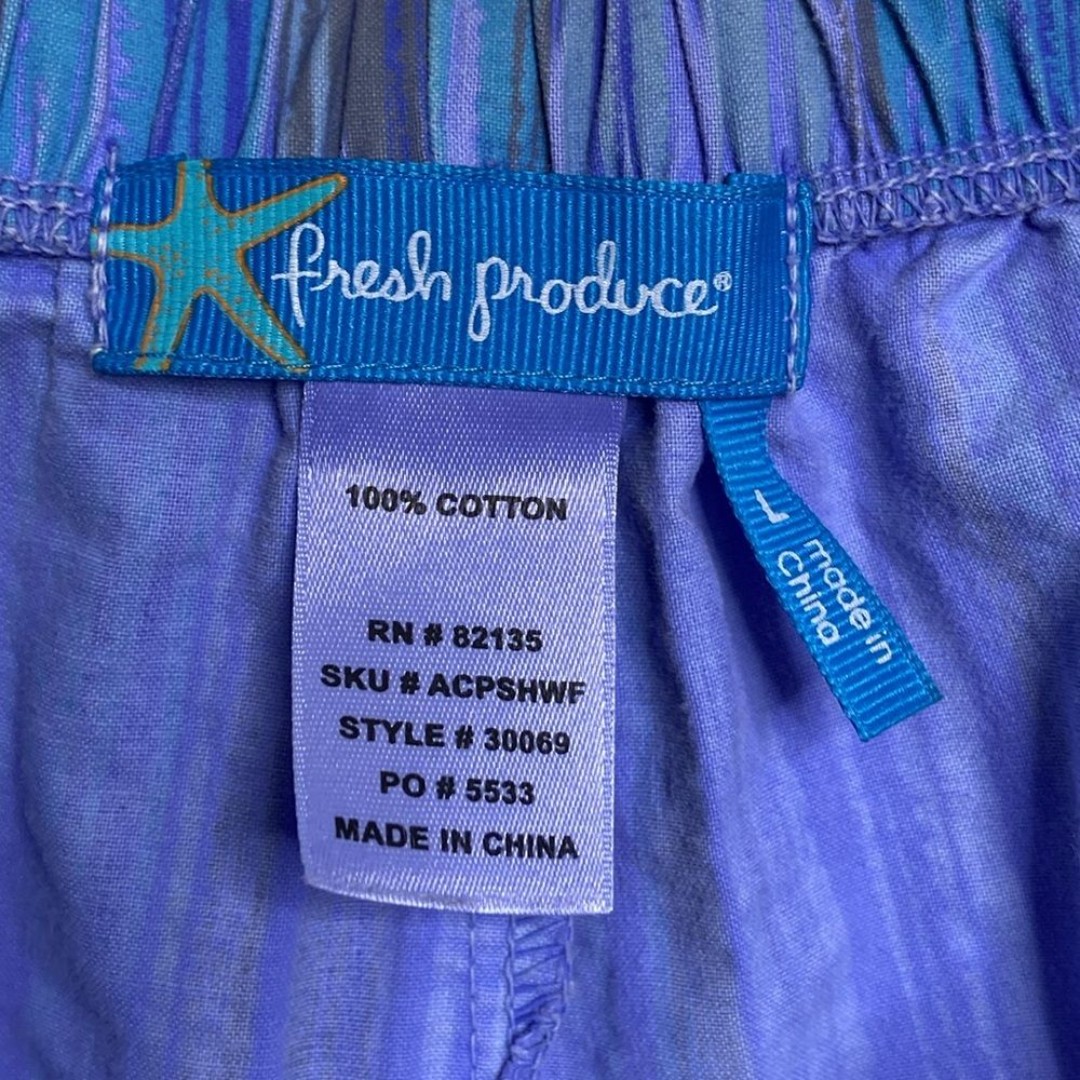 fresh produce®
100% COTTON
RN # 82135
SKU # ACPSHWF
STYLE # 30069
PO # 5533
MADE IN CHINA
L
made in
China